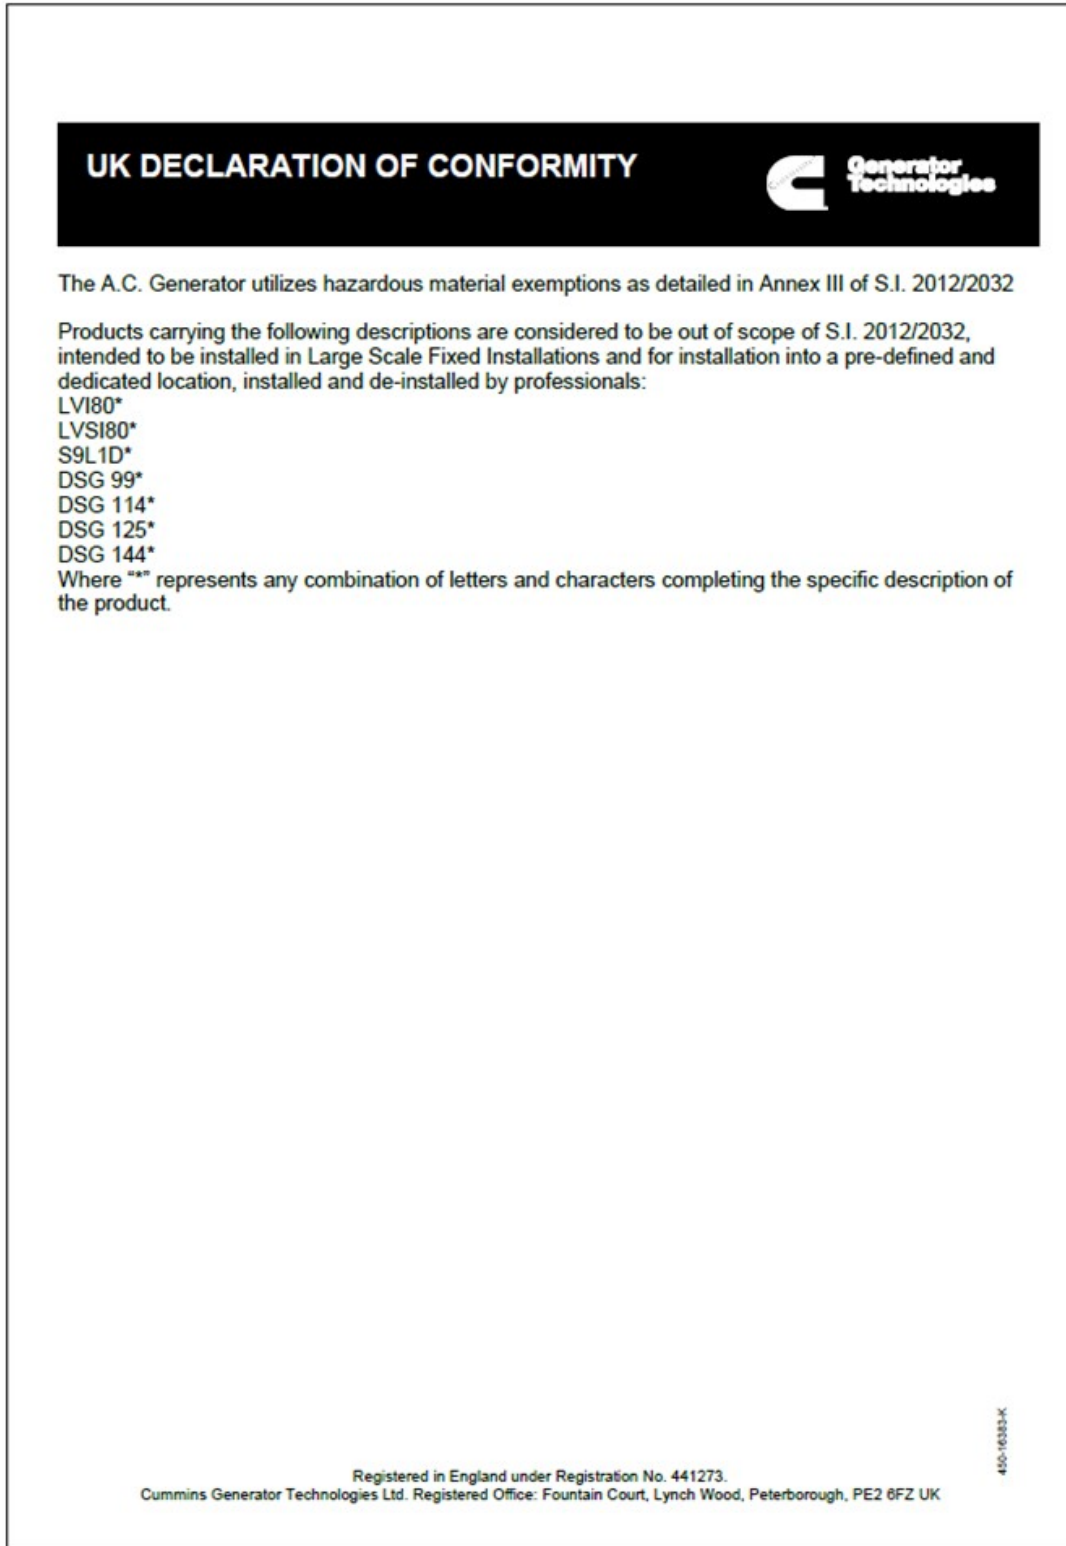 UK DECLARATION OF CONFORMITY
Generator
Technologies
The A.C. Generator utilizes hazardous material exemptions as detailed in Annex III of S.I. 2012/2032
Products carrying the following descriptions are considered to be out of scope of S.I. 2012/2032,
intended to be installed in Large Scale Fixed Installations and for installation into a pre-defined and
dedicated location, installed and de-installed by professionals:
LVI80*
LVSI80*
S9L1D*
DSG 99*
DSG 114*
DSG 125*
DSG 144*
Where “*” represents any combination of letters and characters completing the specific description of
the product.
450-16383-K
Registered in England under Registration No. 441273.
Cummins Generator Technologies Ltd. Registered Office: Fountain Court, Lynch Wood, Peterborough, PE2 6FZ UK